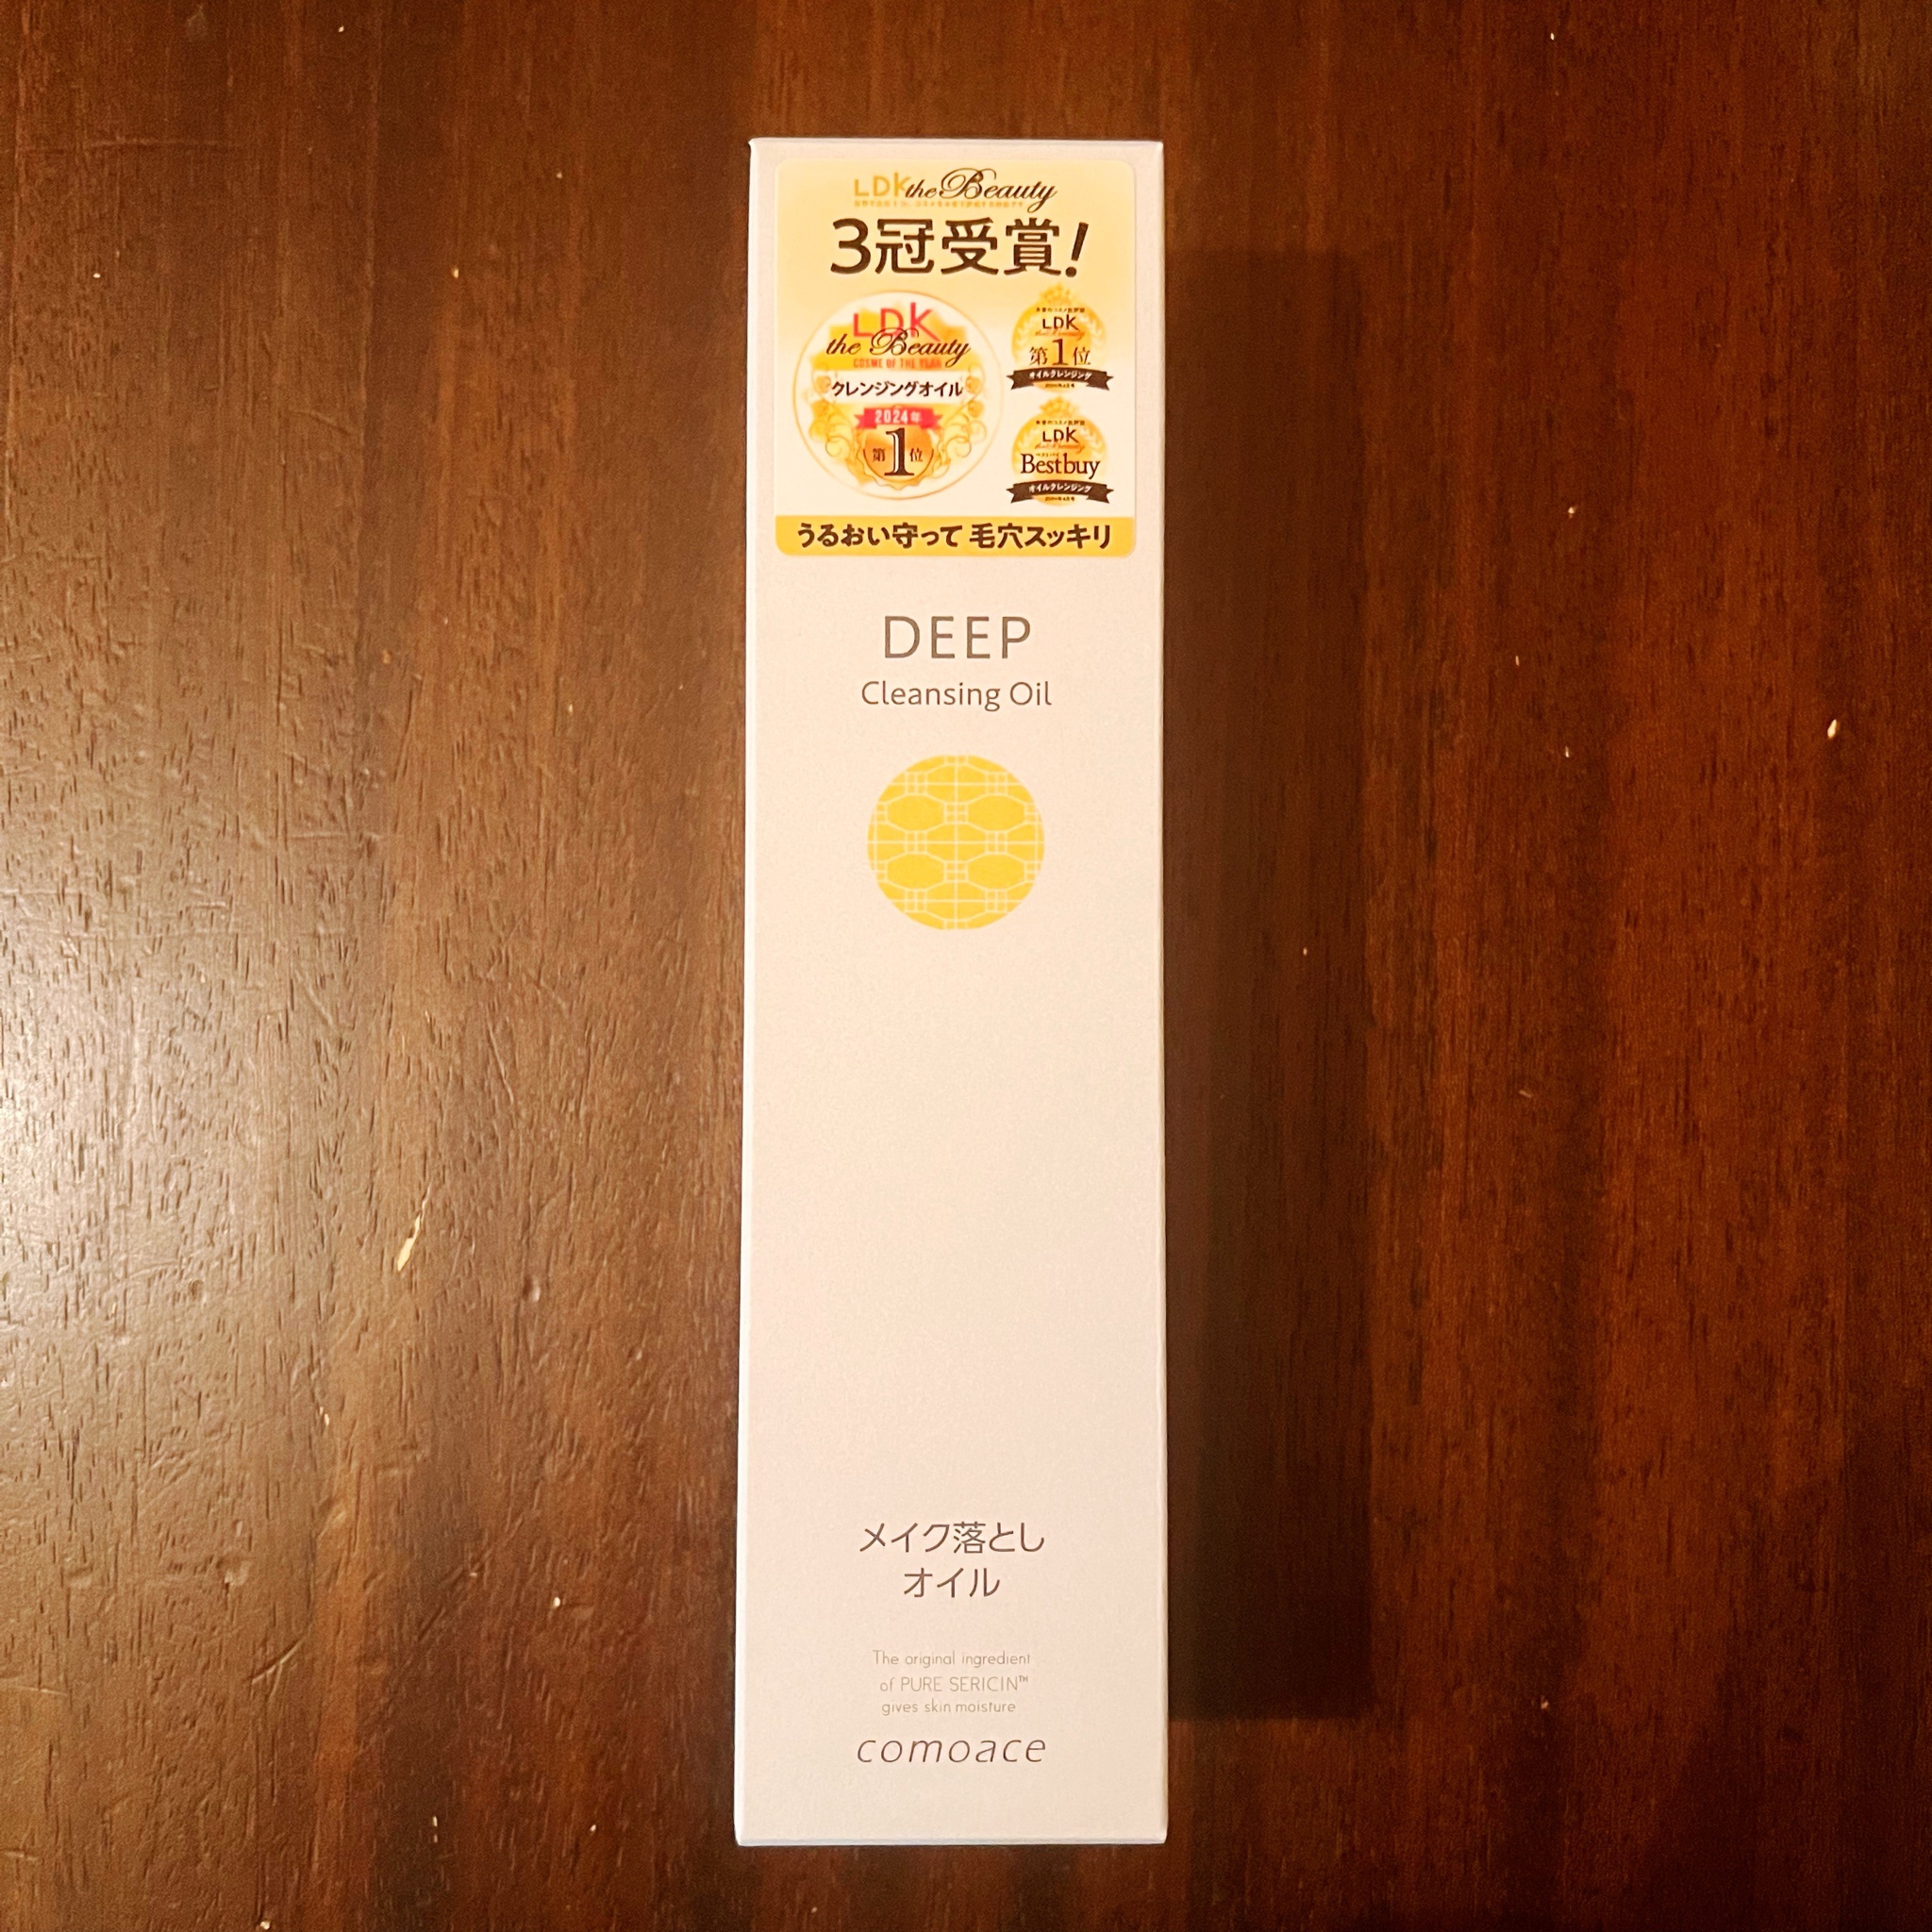 LDK the Beauty
3冠受賞!
LDK
the Beauty
COSME OF THE YEAR
クレンジングオイル
2024年
第1位
LDK
第1位
オイルクレンジング
LDK
Bestbuy
オイルクレンジング
うるおい守って 毛穴スッキリ
DEEP
Cleansing Oil
メイク落とし
オイル
The original ingredient
of PURE SERICIN™
gives skin moisture
comoace